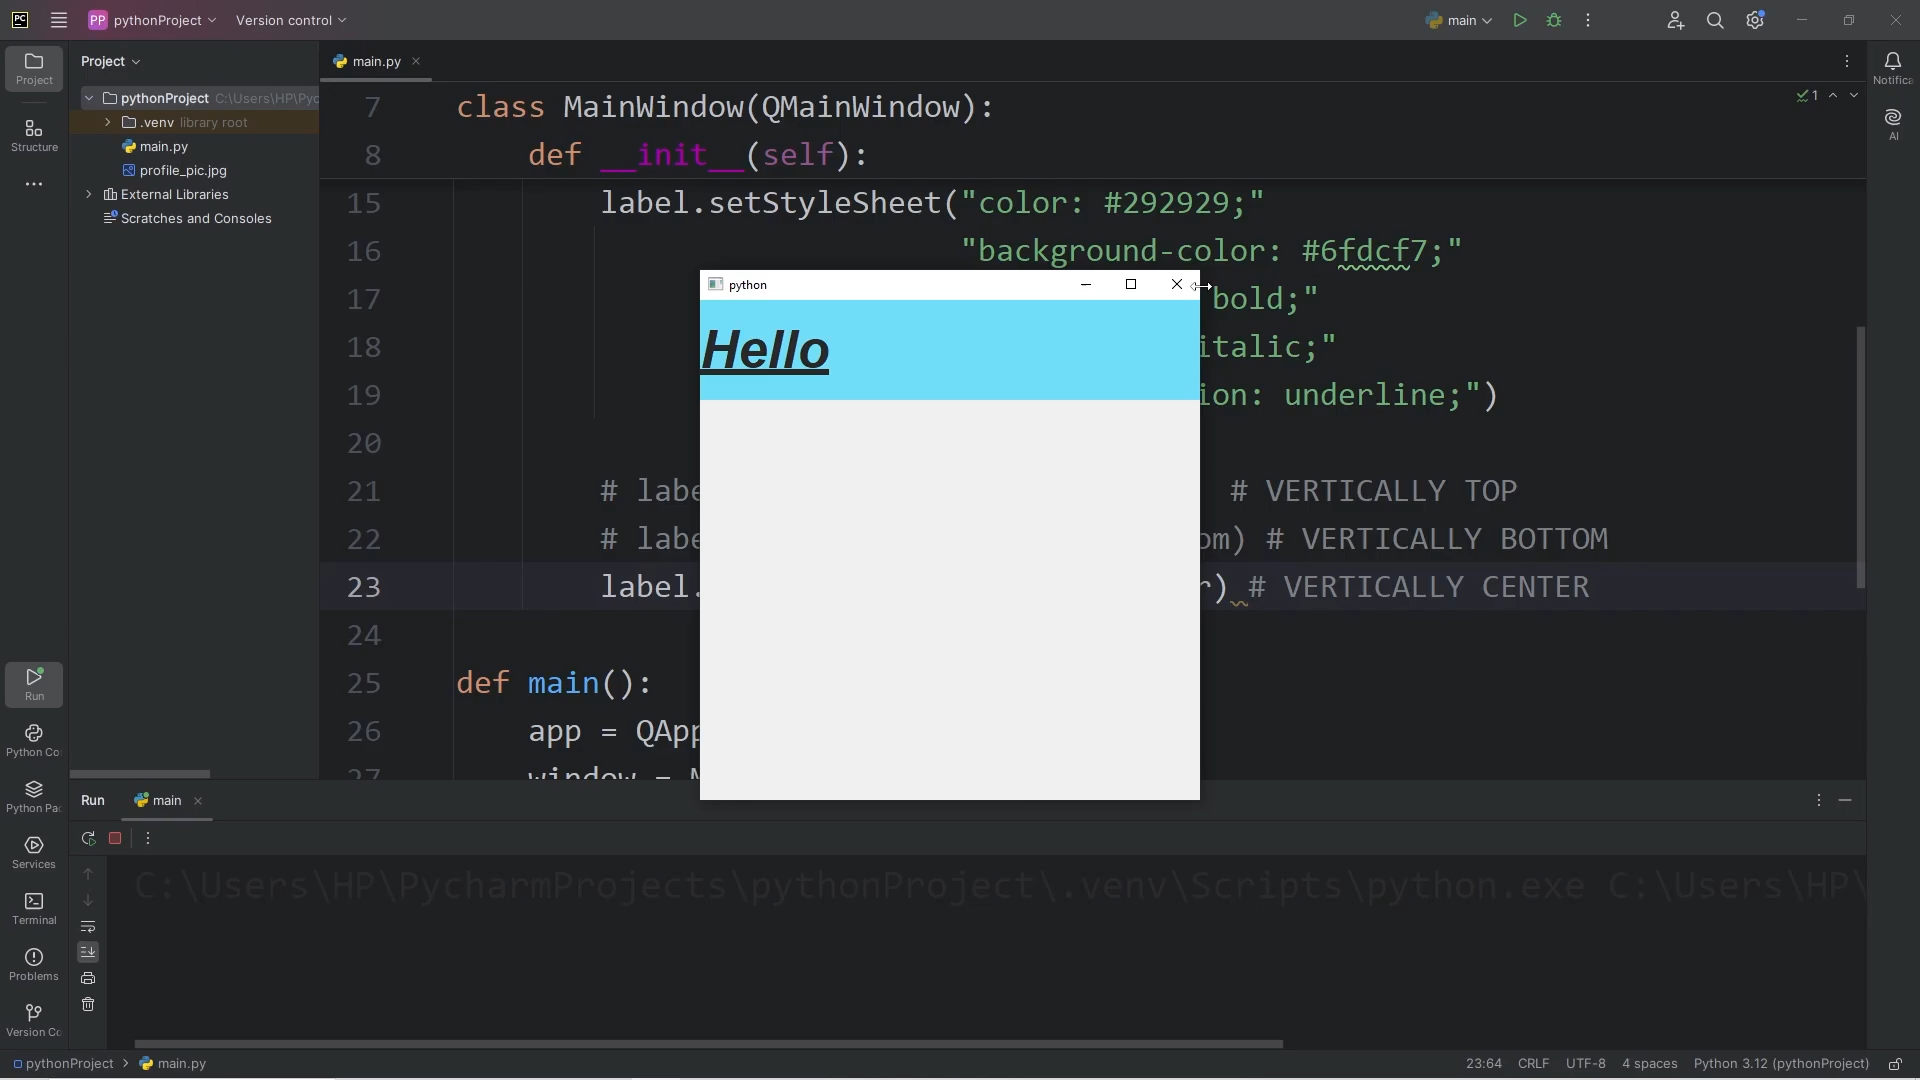 PC
PP pythonProject Version control main
Project main.py
Project
pythonProject C:\Users\HP\Pyc
.venv library root
main.py
profile_pic.jpg
External Libraries
Scratches and Consoles
Structure
Notifica
AI
1
7 class MainWindow(QMainWindow):
8 def __init__(self):
15 label.setStyleSheet("color: #292929;"
16 "background-color: #6fdcf7;"
17 bold;"
18 italic;"
19 ion: underline;")
20
21 # labe # VERTICALLY TOP
22 # labe om) # VERTICALLY BOTTOM
23 label. r) # VERTICALLY CENTER
24
25 def main():
26 app = QApp
27 window = M
python
Hello
Run
Python Co
Python Pa
Services
Terminal
Problems
Version Co
Run main
C:\Users\HP\PycharmProjects\pythonProject\.venv\Scripts\python.exe C:\Users\HP\
pythonProject > main.py
23:64 CRLF UTF-8 4 spaces Python 3.12 (pythonProject)